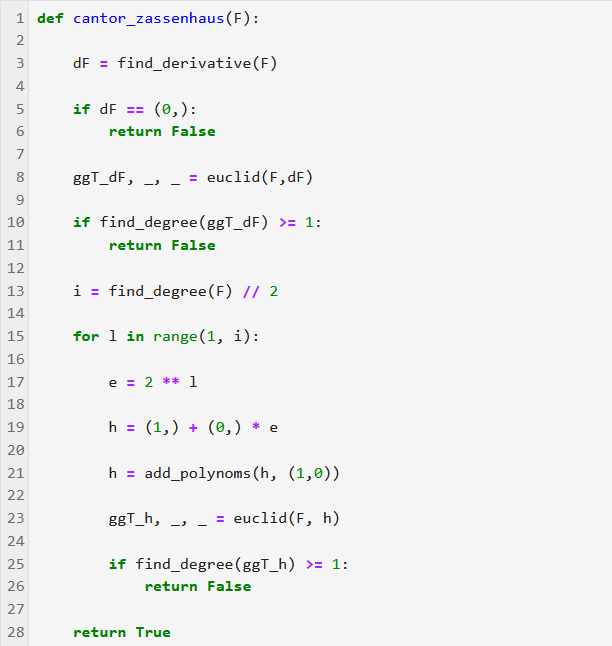 1 def cantor_zassenhaus(F):
2
3     dF = find_derivative(F)
4
5     if dF == (0,):
6         return False
7
8     ggT_dF, _, _ = euclid(F,dF)
9
10     if find_degree(ggT_dF) >= 1:
11         return False
12
13     i = find_degree(F) // 2
14
15     for l in range(1, i):
16
17         e = 2 ** l
18
19         h = (1,) + (0,) * e
20
21         h = add_polynoms(h, (1,0))
22
23         ggT_h, _, _ = euclid(F, h)
24
25         if find_degree(ggT_h) >= 1:
26             return False
27
28     return True